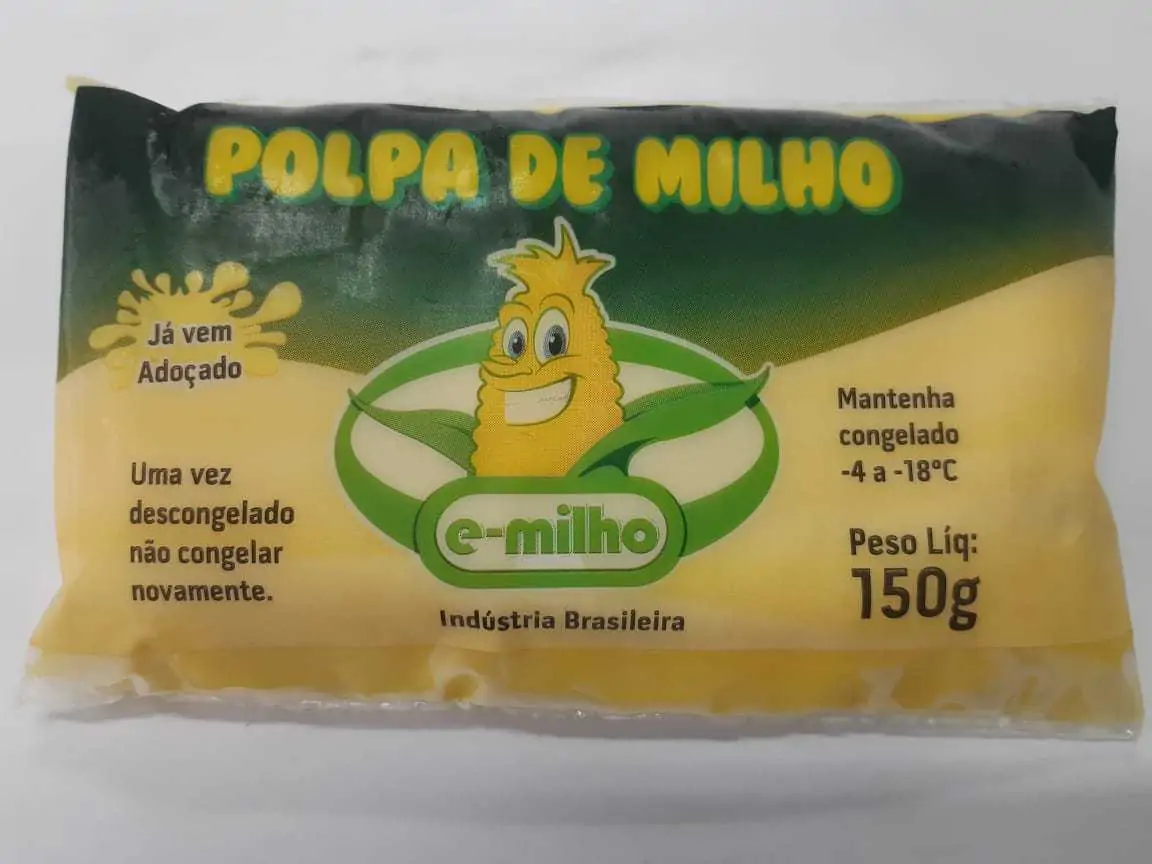 POLPA DE MILHO
Já vem
Adoçado
Uma vez
descongelado
não congelar
novamente.
e-milho
Indústria Brasileira
Mantenha
congelado
-4 a -18ºC
Peso Líq:
150g